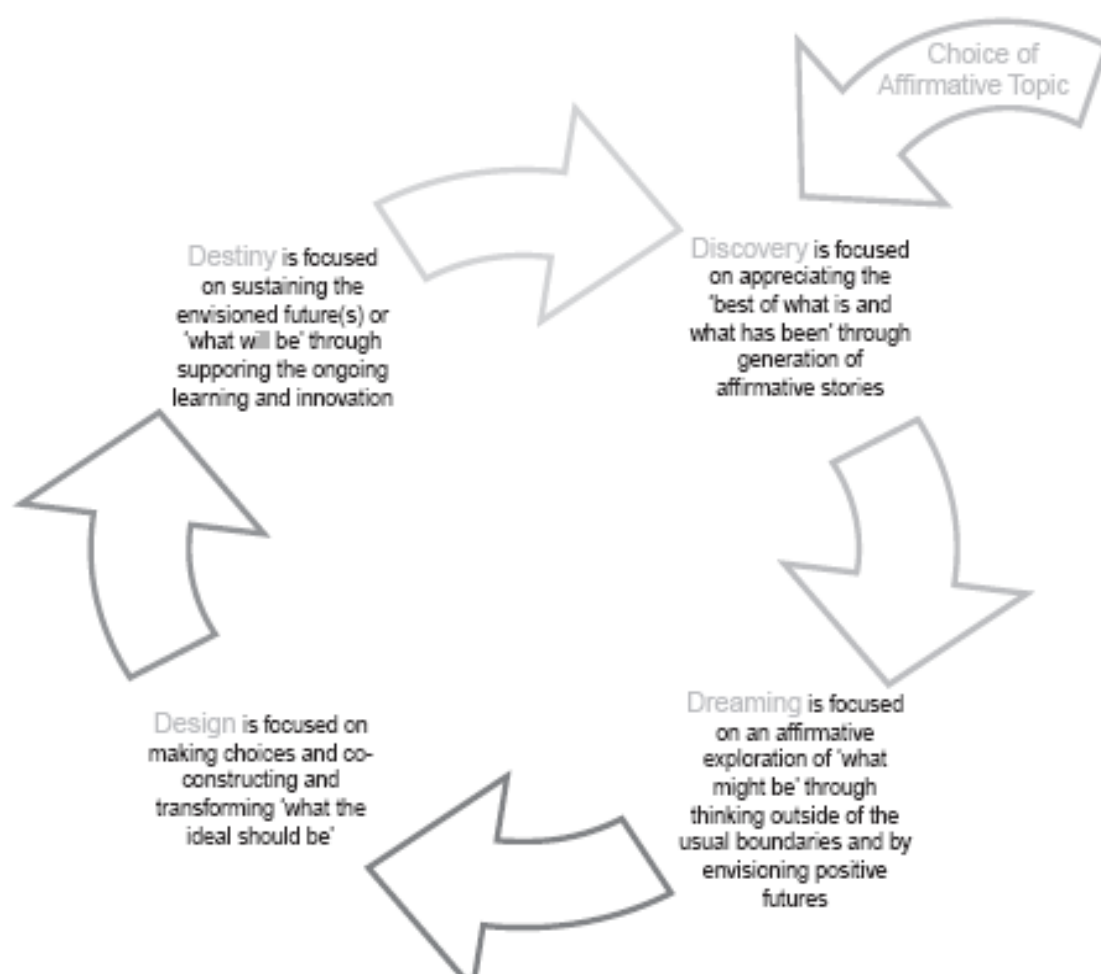 Choice of
Affirmative Topic
Discovery is focused
on appreciating the
'best of what is and
what has been' through
generation of
affirmative stories
Dreaming is focused
on an affirmative
exploration of 'what
might be' through
thinking outside of the
usual boundaries and by
envisioning positive
futures
Design is focused on
making choices and co-
constructing and
transforming 'what the
ideal should be'
Destiny is focused
on sustaining the
envisioned future(s) or
'what will be' through
supporing the ongoing
learning and innovation